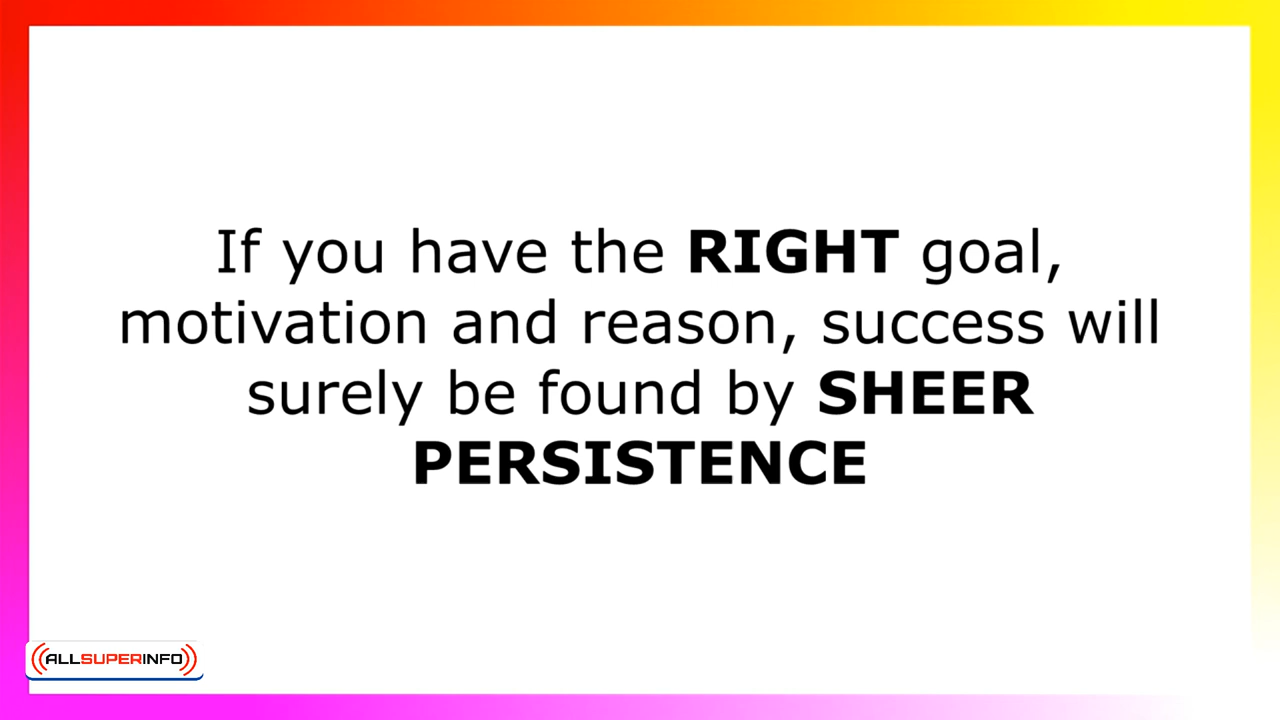 If you have the RIGHT goal,
motivation and reason, success will
surely be found by SHEER
PERSISTENCE
ALLSUPERINFO